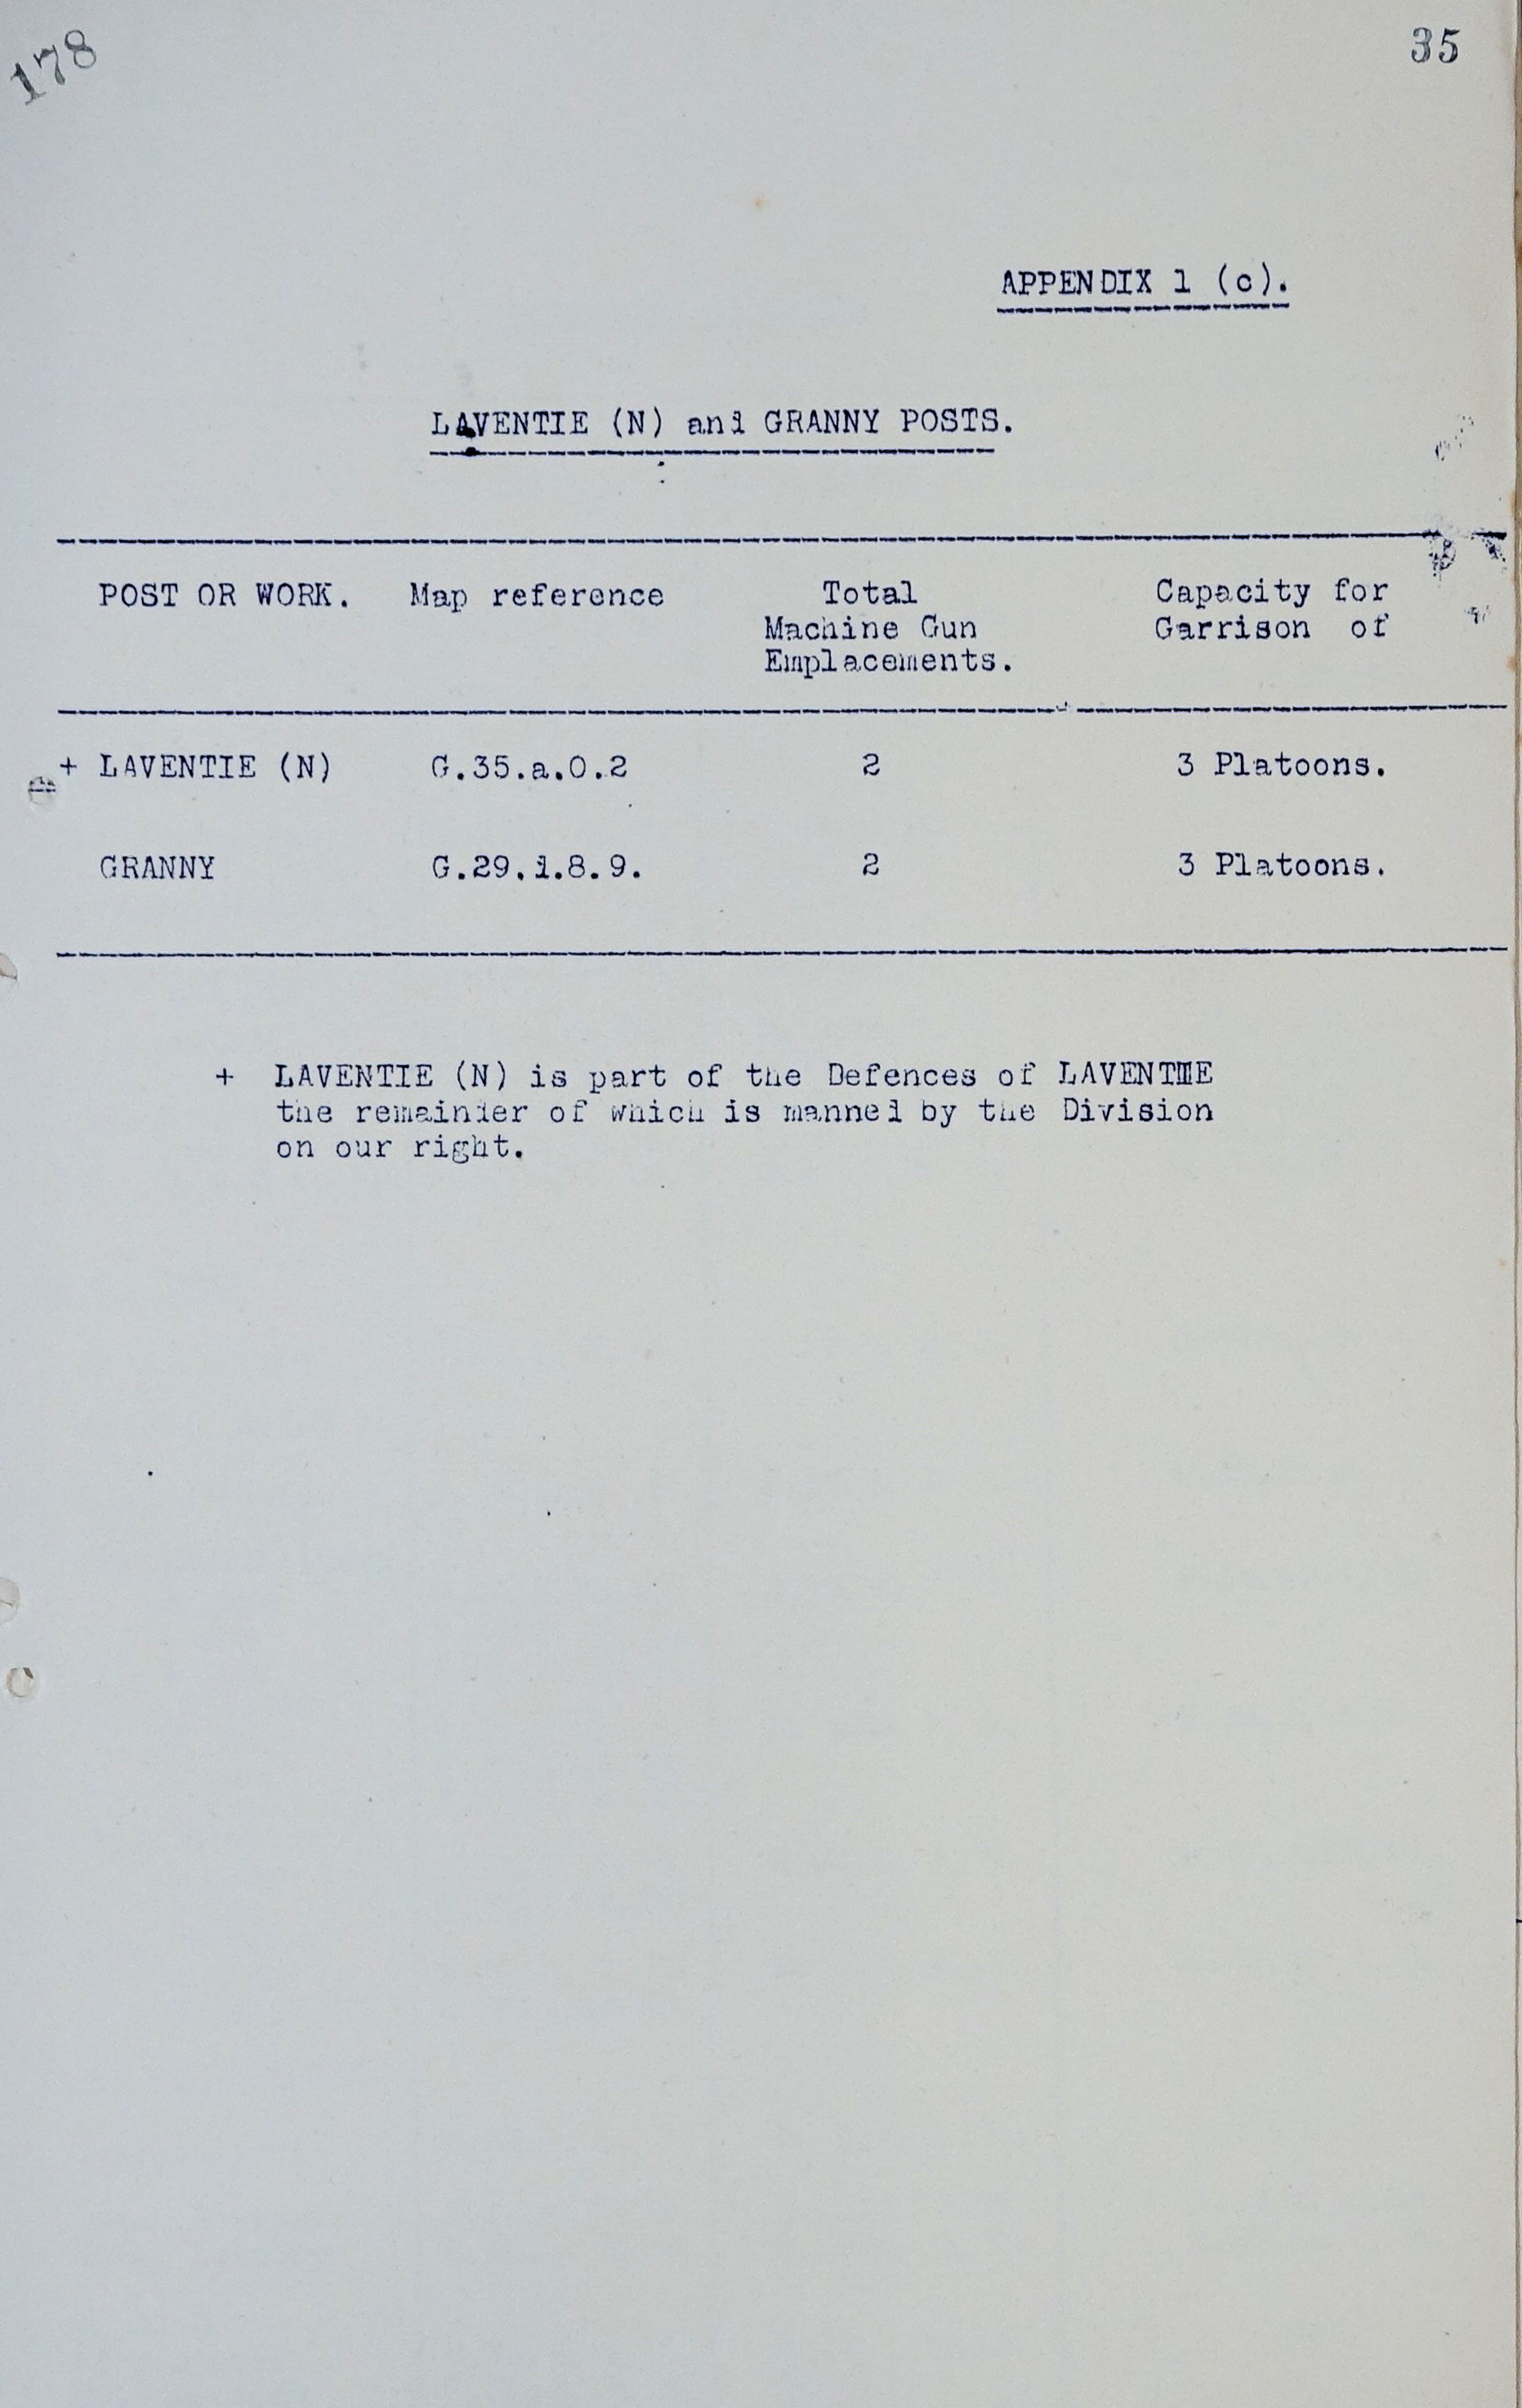 178
35
APPENDIX 1 (c).
LAVENTIE (N) and GRANNY POSTS.
POST OR WORK. Map reference Total Capacity for
Machine Gun Garrison of
Emplacements.
+ LAVENTIE (N) G.35.a.0.2 2 3 Platoons.
GRANNY G.29.d.8.9. 2 3 Platoons.
+ LAVENTIE (N) is part of the Defences of LAVENTIE
the remainder of which is manned by the Division
on our right.